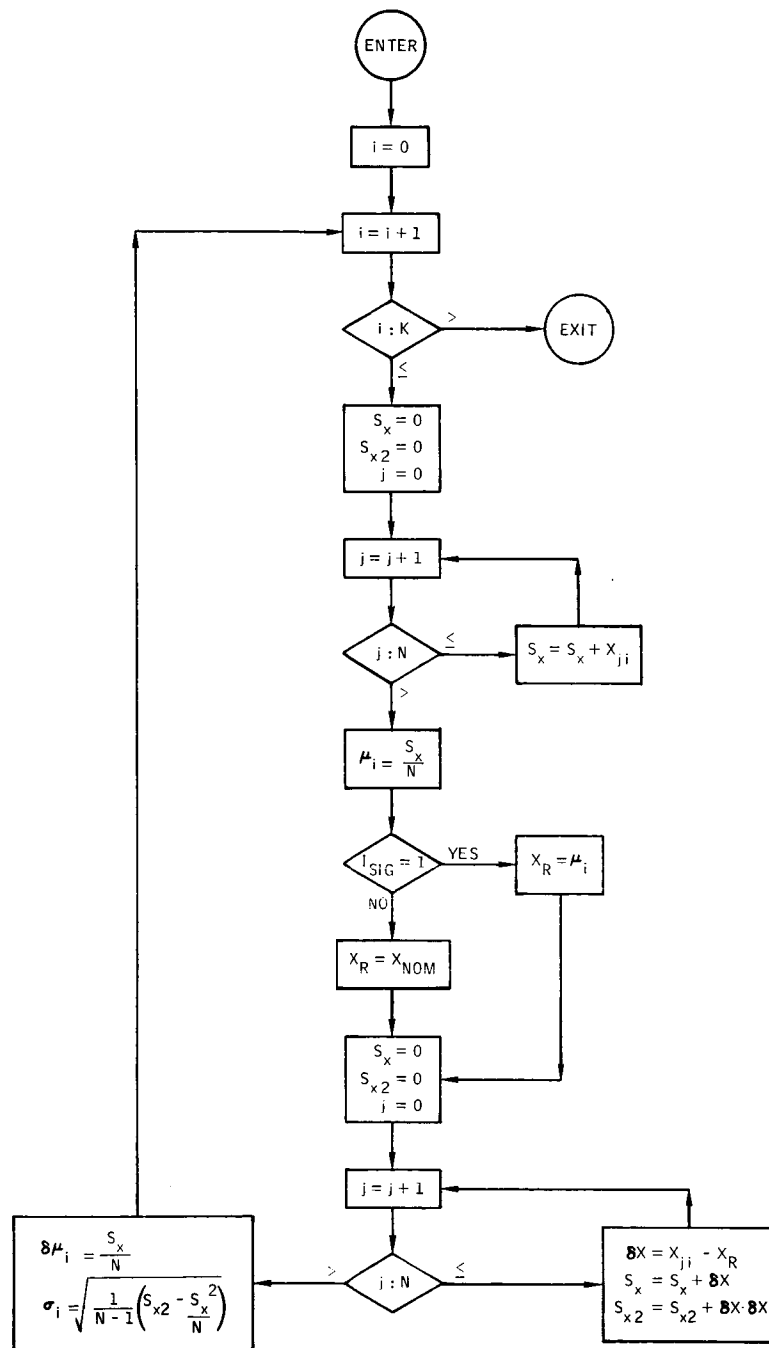 ENTER
i = 0
i = i + 1
i : K
>
EXIT
≤
S_x = 0
S_x2 = 0
j = 0
j = j + 1
j : N
≤
S_x = S_x + X_ji
>
μ_i = S_x / N
I_SIG = 1
YES
X_R = μ_i
NO
X_R = X_NOM
S_x = 0
S_x2 = 0
j = 0
j = j + 1
j : N
>
≤
δμ_i = S_x / N
σ_i = √(1/(N-1) (S_x2 - S_x²/N))
δX = X_ji - X_R
S_x = S_x + δX
S_x2 = S_x2 + δX·δX